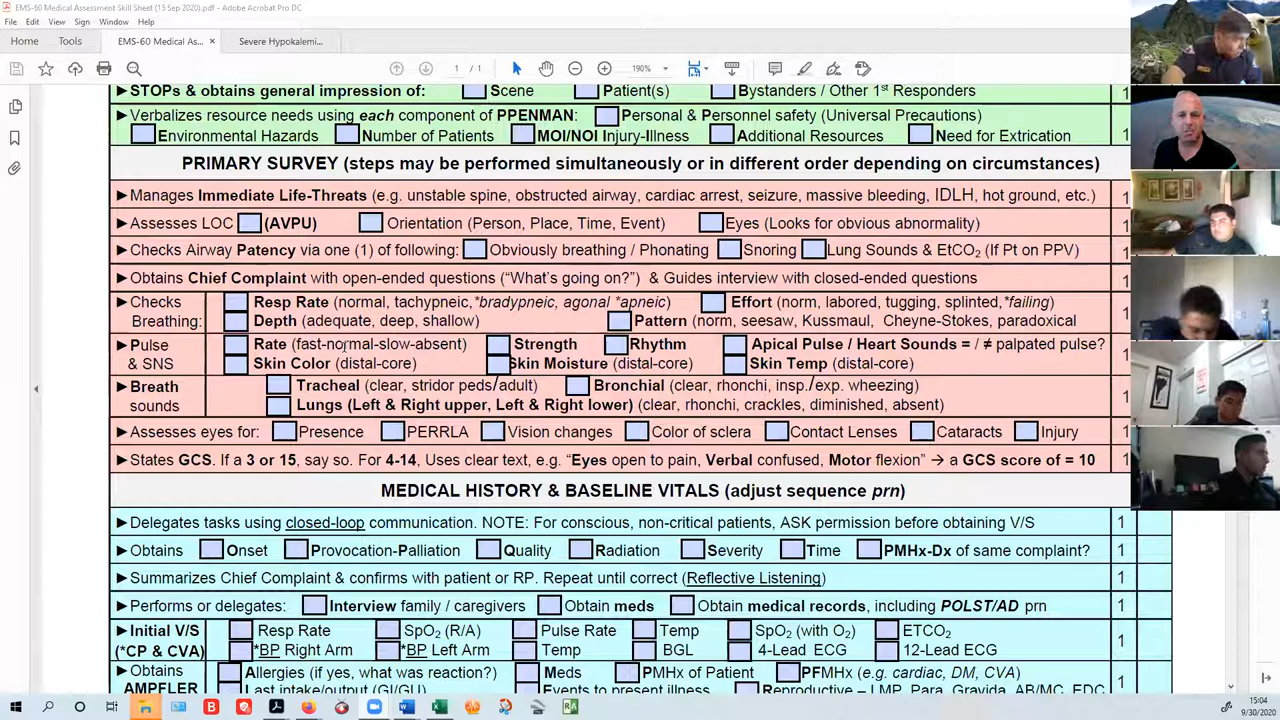 EMS-60 Medical Assessment Skill Sheet (15 Sep 2020).pdf - Adobe Acrobat Pro DC
File Edit View Sign Window Help
Home Tools EMS-60 Medical As... × Severe Hypokalemi...
1 / 1 190%
►STOPs & obtains general impression of: Scene Patient(s) Bystanders / Other 1st Responders 1
►Verbalizes resource needs using each component of PPENMAN: Personal & Personnel safety (Universal Precautions)
Environmental Hazards Number of Patients MOI/NOI Injury-Illness Additional Resources Need for Extrication 1
PRIMARY SURVEY (steps may be performed simultaneously or in different order depending on circumstances)
►Manages Immediate Life-Threats (e.g. unstable spine, obstructed airway, cardiac arrest, seizure, massive bleeding, IDLH, hot ground, etc.) 1
►Assesses LOC (AVPU) Orientation (Person, Place, Time, Event) Eyes (Looks for obvious abnormality) 1
►Checks Airway Patency via one (1) of following: Obviously breathing / Phonating Snoring Lung Sounds & EtCO₂ (If Pt on PPV) 1
►Obtains Chief Complaint with open-ended questions (“What’s going on?”) & Guides interview with closed-ended questions 1
►Checks Resp Rate (normal, tachypneic,*bradypneic, agonal *apneic) Effort (norm, labored, tugging, splinted,*failing) 1
Breathing: Depth (adequate, deep, shallow) Pattern (norm, seesaw, Kussmaul, Cheyne-Stokes, paradoxical
►Pulse Rate (fast-normal-slow-absent) Strength Rhythm Apical Pulse / Heart Sounds = / ≠ palpated pulse? 1
& SNS Skin Color (distal-core) Skin Moisture (distal-core) Skin Temp (distal-core)
►Breath Tracheal (clear, stridor peds/adult) Bronchial (clear, rhonchi, insp./exp. wheezing) 1
sounds Lungs (Left & Right upper, Left & Right lower) (clear, rhonchi, crackles, diminished, absent)
►Assesses eyes for: Presence PERRLA Vision changes Color of sclera Contact Lenses Cataracts Injury 1
►States GCS. If a 3 or 15, say so. For 4-14, Uses clear text, e.g. “Eyes open to pain, Verbal confused, Motor flexion” → a GCS score of = 10 1
MEDICAL HISTORY & BASELINE VITALS (adjust sequence prn)
►Delegates tasks using closed-loop communication. NOTE: For conscious, non-critical patients, ASK permission before obtaining V/S 1
►Obtains Onset Provocation-Palliation Quality Radiation Severity Time PMHx-Dx of same complaint? 1
►Summarizes Chief Complaint & confirms with patient or RP. Repeat until correct (Reflective Listening) 1
►Performs or delegates: Interview family / caregivers Obtain meds Obtain medical records, including POLST/AD prn 1
►Initial V/S Resp Rate SpO₂ (R/A) Pulse Rate Temp SpO₂ (with O₂) ETCO₂ 1
(*CP & CVA) *BP Right Arm *BP Left Arm Temp BGL 4-Lead ECG 12-Lead ECG
►Obtains Allergies (if yes, what was reaction?) Meds PMHx of Patient PFMHx (e.g. cardiac, DM, CVA) 1
AMPFLER Last intake/output (GI/GU) Events to present illness Reproductive – LMP, Para, Gravida, AB/MC, EDC
15:04
9/30/2020